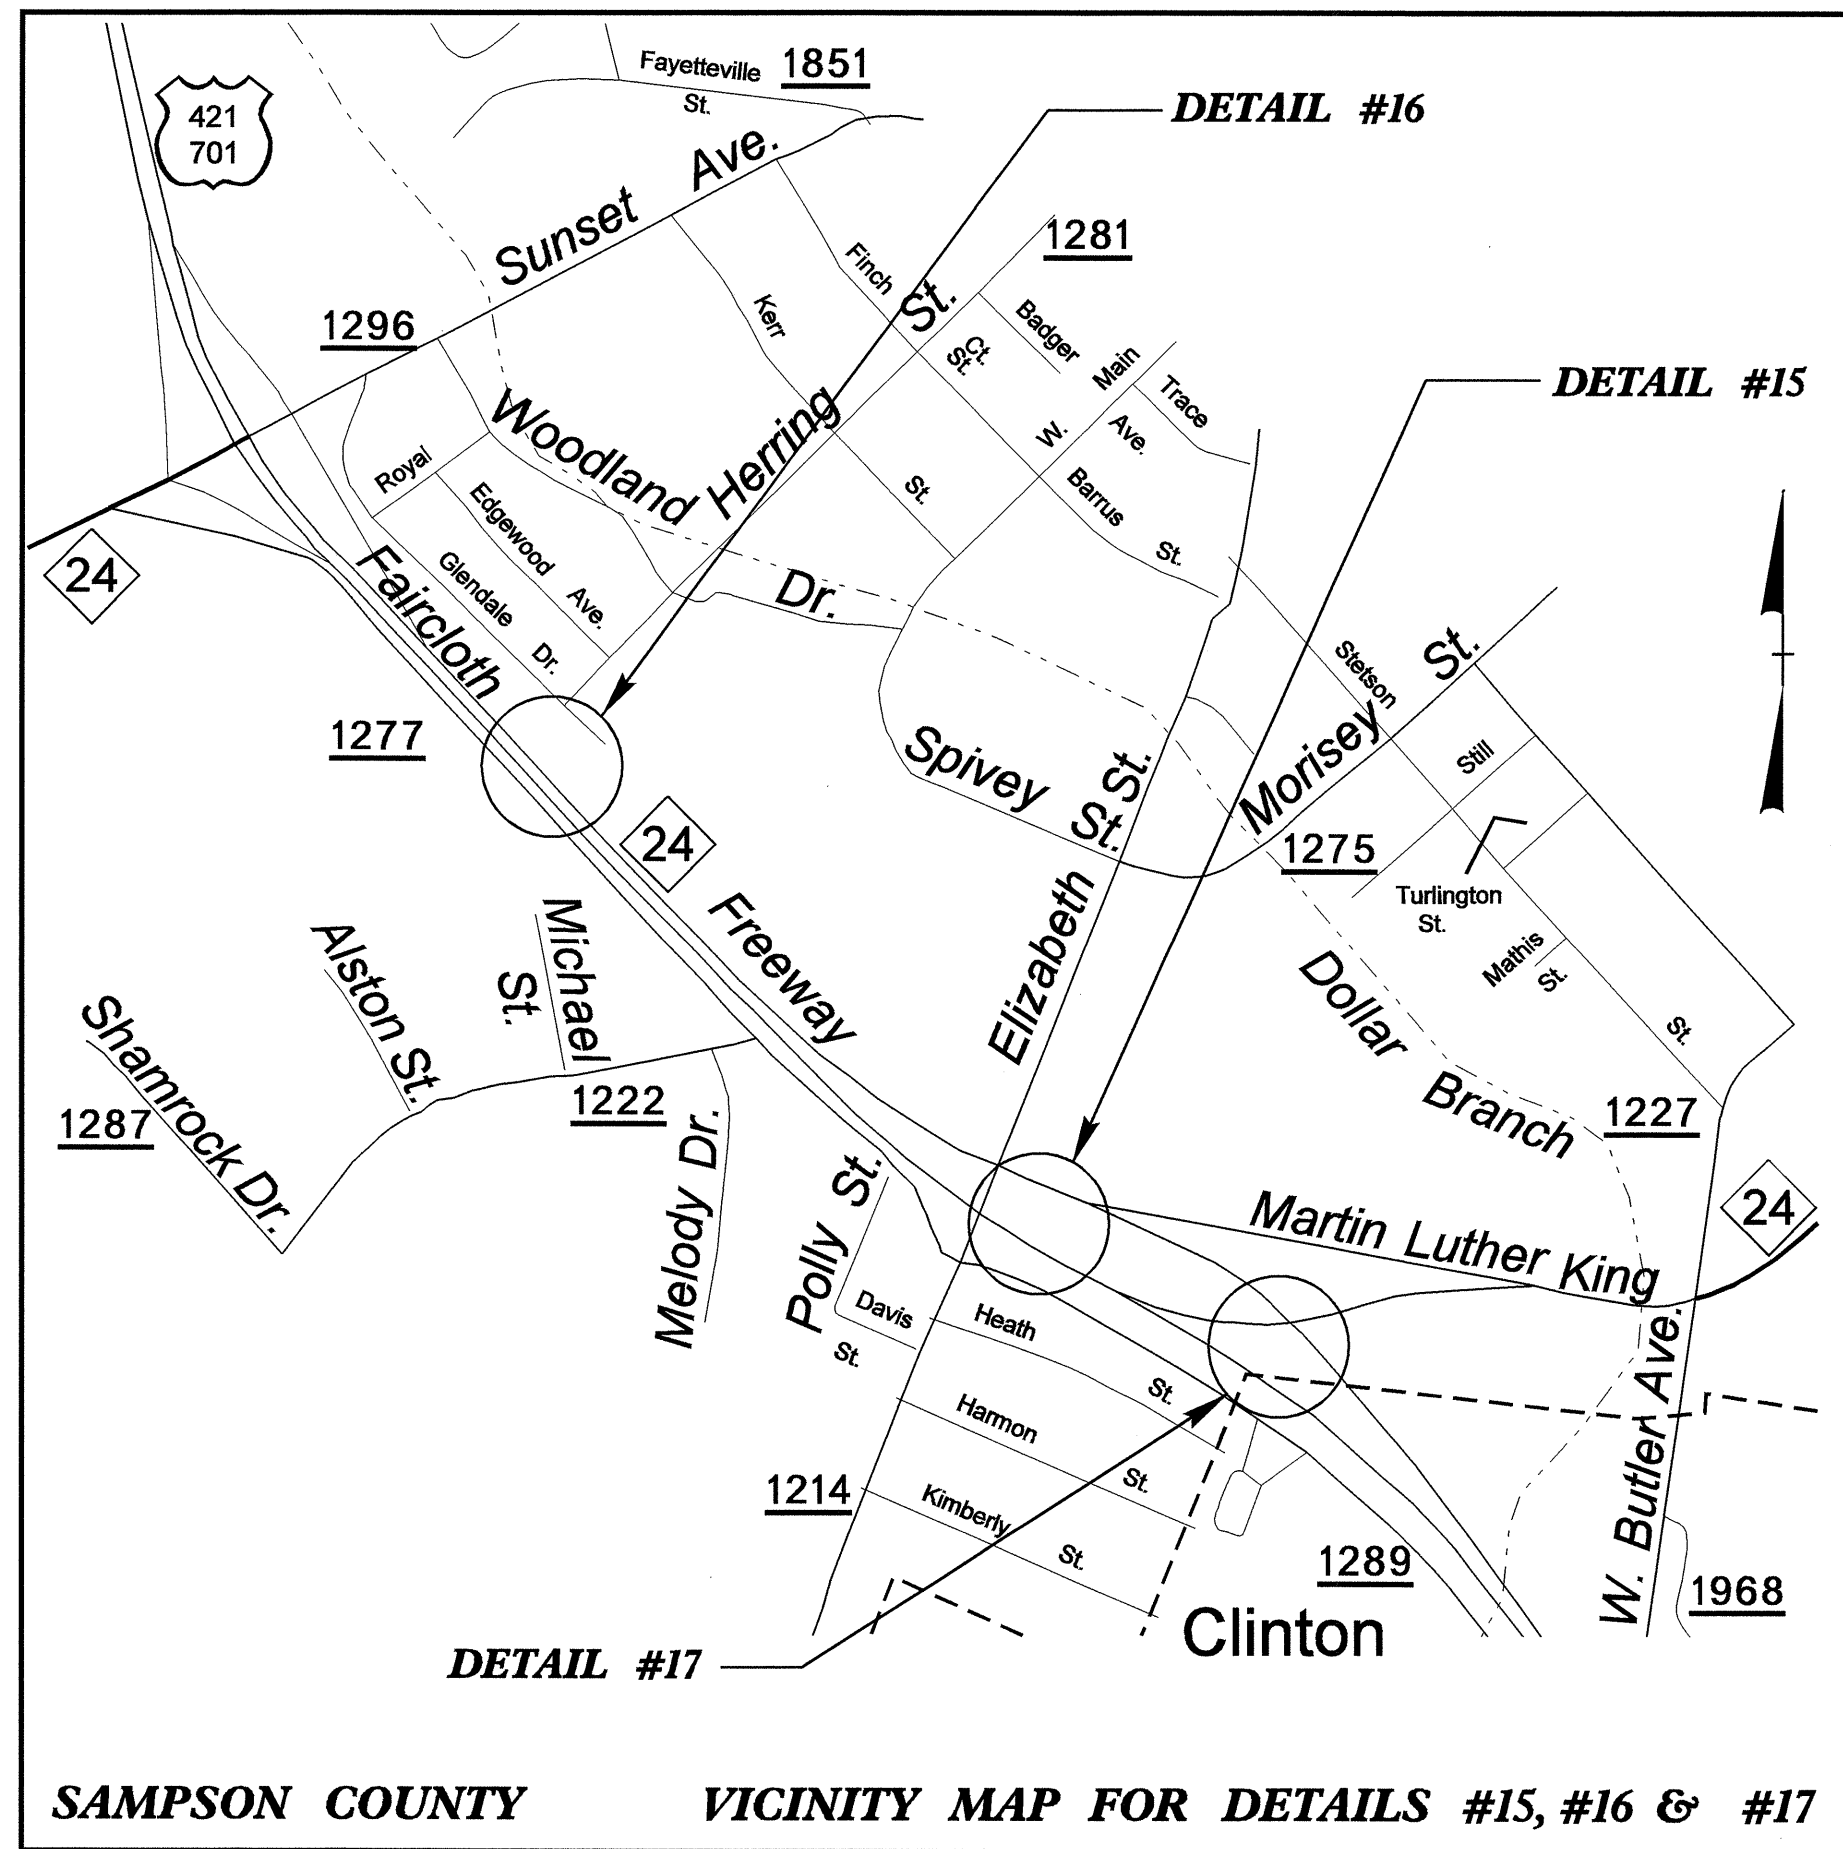 Fayetteville 1851
St.
421
701
DETAIL #16
Sunset Ave.
1281
1296
Finch
St.
Kerr
St.
Ct.
St.
Badger
Trace
W. Main
Ave.
DETAIL #15
Woodland
Dr.
Herring
St.
Royal
Edgewood
Ave.
Glendale
Dr.
Barrus
St.
24
Faircloth
1277
24
Freeway
Stetson
St.
Morisey St.
1275
Still
Turlington
St.
Mathis
St.
Spivey
St.
Elizabeth St.
Dollar
Branch
1227
Michael
St.
Alston St.
Shamrock Dr.
1287
1222
Melody Dr.
Polly St.
Davis
St.
Heath
St.
Harmon
St.
Kimberly
St.
1214
Martin Luther King
24
W. Butler Ave.
1289
1968
Clinton
DETAIL #17
SAMPSON COUNTY VICINITY MAP FOR DETAILS #15, #16 & #17